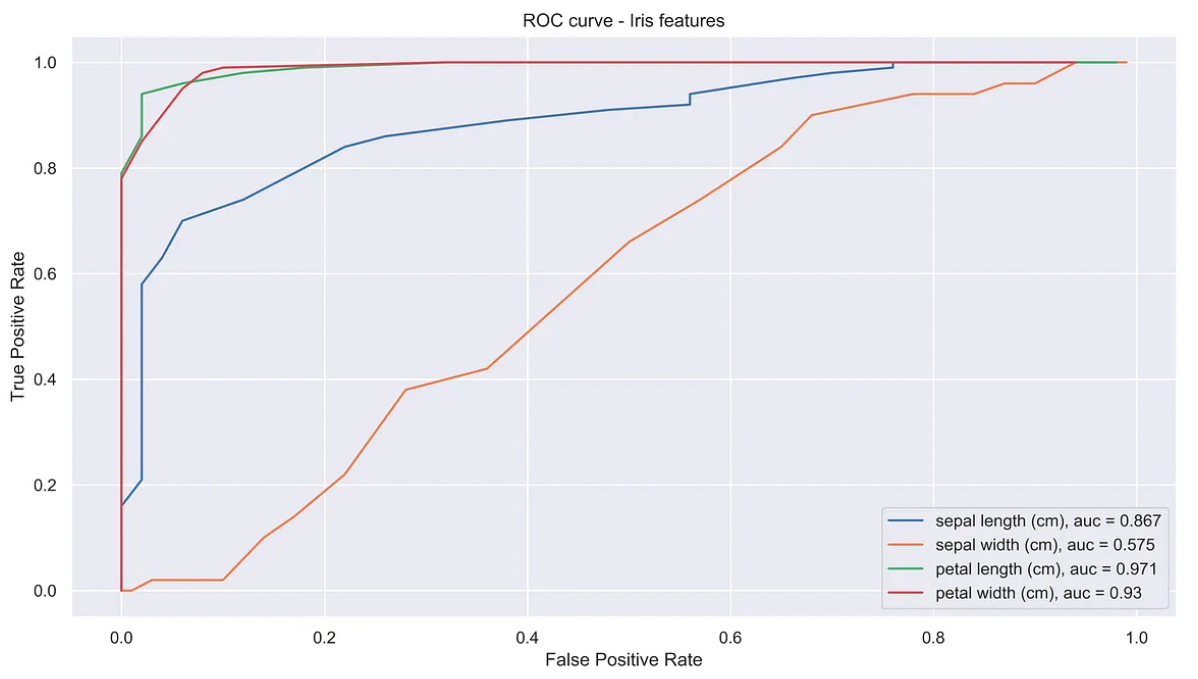 ROC curve - Iris features
True Positive Rate
1.0
0.8
0.6
0.4
0.2
0.0
0.0 0.2 0.4 0.6 0.8 1.0
False Positive Rate
sepal length (cm), auc = 0.867
sepal width (cm), auc = 0.575
petal length (cm), auc = 0.971
petal width (cm), auc = 0.93